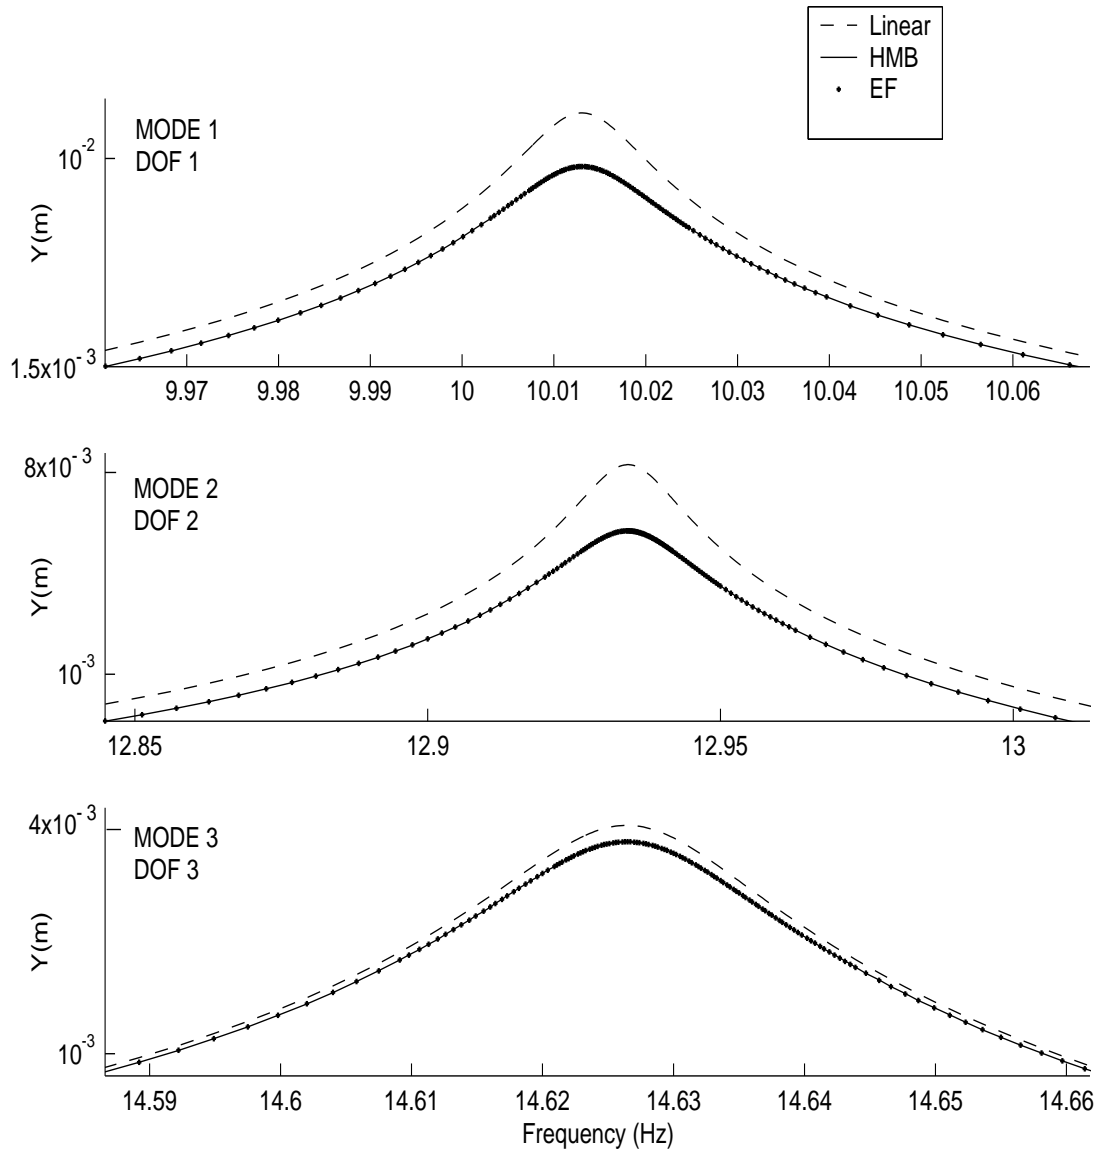 Linear
HMB
EF
MODE 1
DOF 1
10⁻²
Y(m)
1.5x10⁻³
9.97 9.98 9.99 10 10.01 10.02 10.03 10.04 10.05 10.06
8x10⁻³
MODE 2
DOF 2
Y(m)
10⁻³
12.85 12.9 12.95 13
4x10⁻³
MODE 3
DOF 3
Y(m)
10⁻³
14.59 14.6 14.61 14.62 14.63 14.64 14.65 14.66
Frequency (Hz)